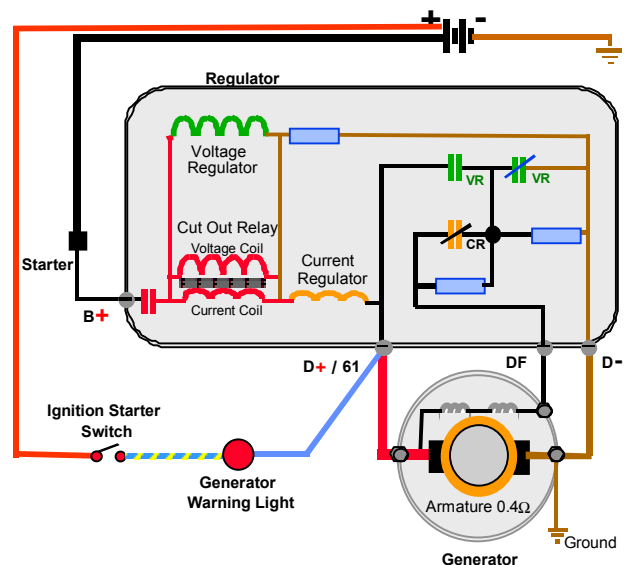 + -
Regulator
Voltage
Regulator
VR
VR
Cut Out Relay
Voltage Coil
CR
Current
Regulator
Starter
Current Coil
B+
D+ / 61
DF
D-
Ignition Starter
Switch
Generator
Warning Light
Armature 0.4Ω
Ground
Generator